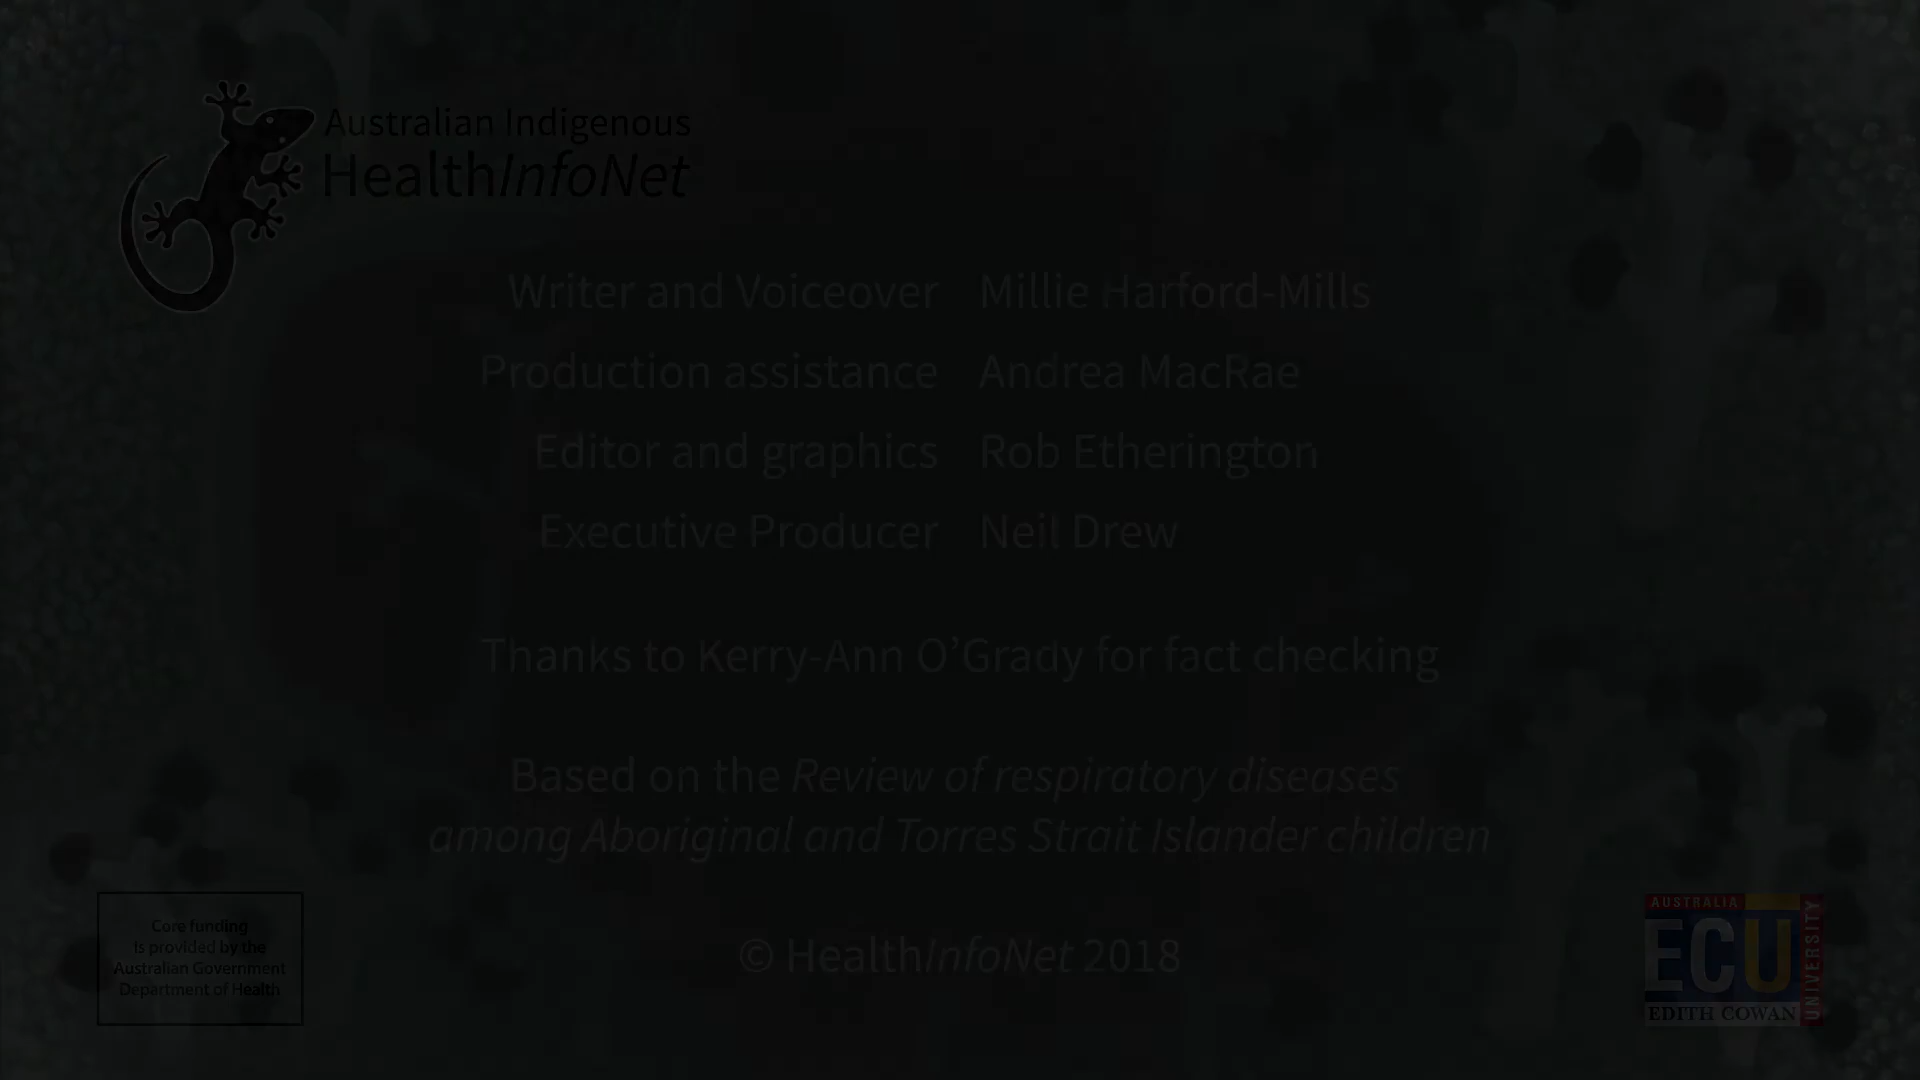 Australian Indigenous
HealthInfoNet
Writer and Voiceover Millie Harford-Mills
Production assistance Andrea MacRae
Editor and graphics Rob Etherington
Executive Producer Neil Drew
Thanks to Kerry-Ann O’Grady for fact checking
Based on the Review of respiratory diseases
among Aboriginal and Torres Strait Islander children
© HealthInfoNet 2018
Core funding
is provided by the
Australian Government
Department of Health
AUSTRALIA
ECU
UNIVERSITY
EDITH COWAN